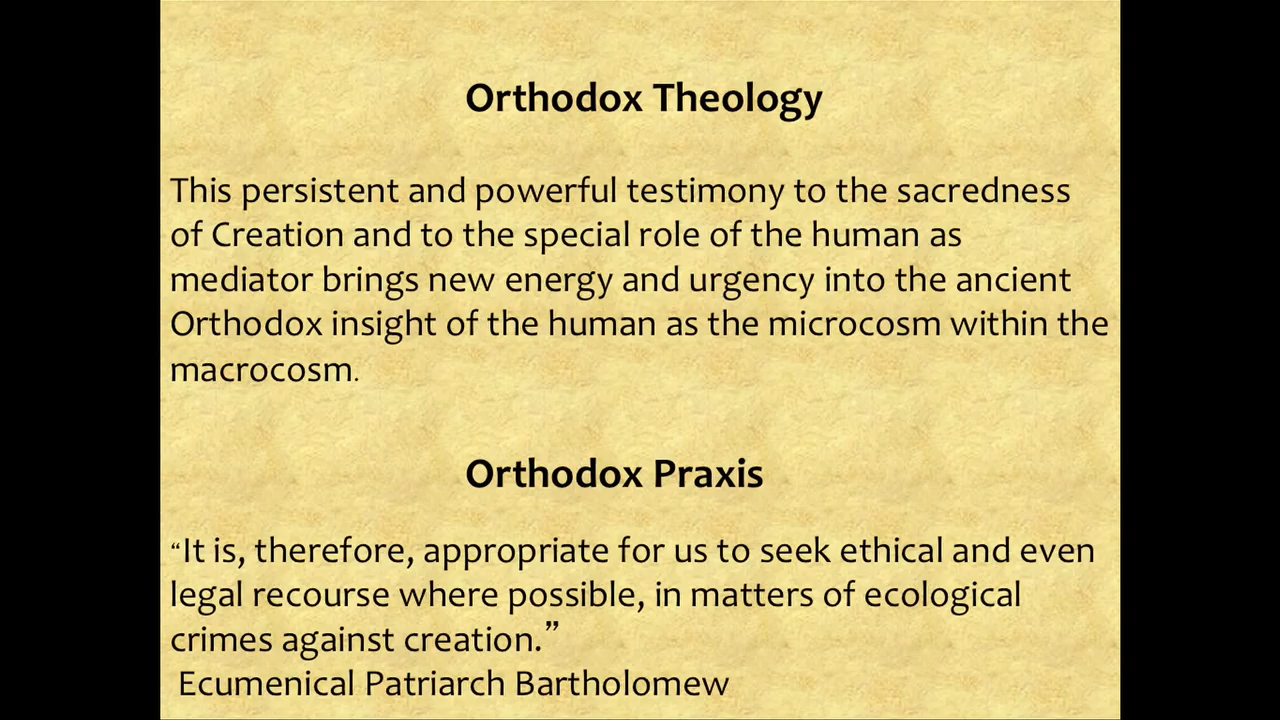 Orthodox Theology
This persistent and powerful testimony to the sacredness
of Creation and to the special role of the human as
mediator brings new energy and urgency into the ancient
Orthodox insight of the human as the microcosm within the
macrocosm.
Orthodox Praxis
“It is, therefore, appropriate for us to seek ethical and even
legal recourse where possible, in matters of ecological
crimes against creation.”
Ecumenical Patriarch Bartholomew